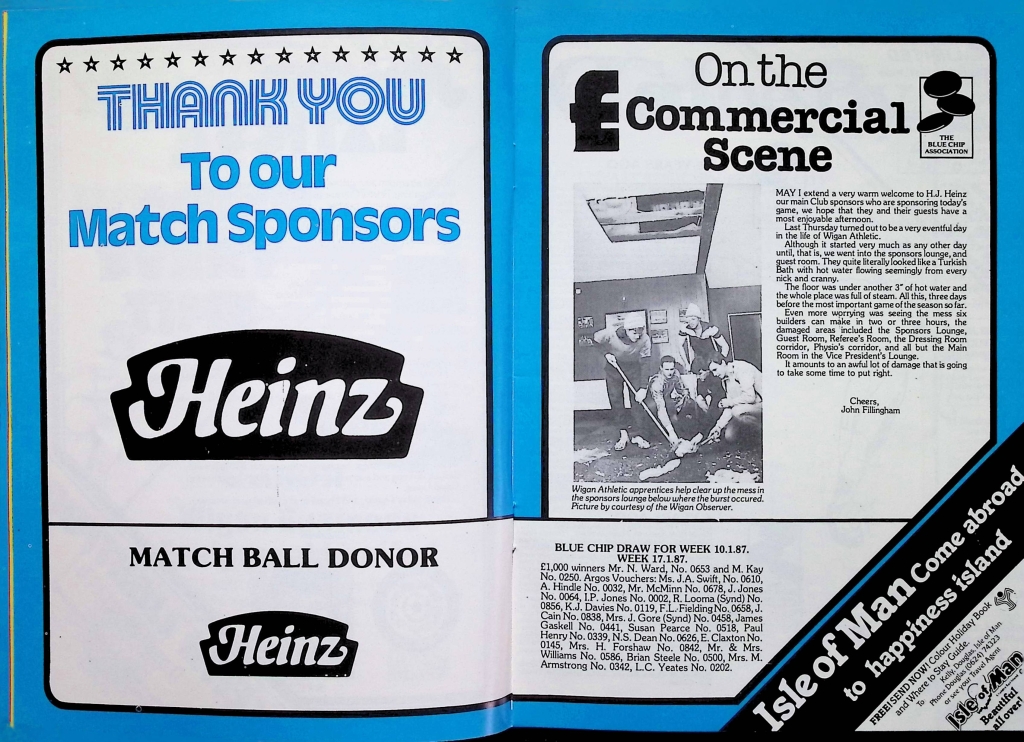 THANK YOU
To our
Match Sponsors
Heinz
MATCH BALL DONOR
Heinz
On the
£ Commercial
Scene
THE
BLUE CHIP
ASSOCIATION
MAY I extend a very warm welcome to H.J. Heinz
our main Club sponsors who are sponsoring today's
game, we hope that they and their guests have a
most enjoyable afternoon.
Last Thursday turned out to be a very eventful day
in the life of Wigan Athletic.
Although it started very much as any other day
until, that is, we went into the sponsors lounge, and
guest room. They quite literally looked like a Turkish
Bath with hot water flowing seemingly from every
nick and cranny.
The floor was under another 3" of hot water and
the whole place was full of steam. All this, three days
before the most important game of the season so far.
Even more worrying was seeing the mess six
builders can make in two or three hours, the
damaged areas included the Sponsors Lounge,
Guest Room, Referee's Room, the Dressing Room
corridor, Physio's corridor, and all but the Main
Room in the Vice President's Lounge.
It amounts to an awful lot of damage that is going
to take some time to put right.
Cheers,
John Fillingham
Wigan Athletic apprentices help clear up the mess in
the sponsors lounge below where the burst occured.
Picture by courtesy of the Wigan Observer.
BLUE CHIP DRAW FOR WEEK 10.1.87.
WEEK 17.1.87.
£1,000 winners Mr. N. Ward, No. 0653 and M. Kay
No. 0250. Argos Vouchers: Ms. J.A. Swift, No. 0610,
A. Hindle No. 0032, Mr. McMinn No. 0678, J. Jones
No. 0064, I.P. Jones No. 0002, R. Looma (Synd) No.
0856, K.J. Davies No. 0119, F.L. Fielding No. 0658, J.
Cain No. 0838, Mrs. J. Gore (Synd) No. 0458, James
Gaskell No. 0441, Susan Pearce No. 0518, Paul
Henry No. 0339, N.S. Dean No. 0626, E. Claxton No.
0145, Mrs. H. Forshaw No. 0842, Mr. & Mrs.
Williams No. 0586, Brian Steele No. 0500, Mrs. M.
Armstrong No. 0342, L.C. Yeates No. 0202.
Isle of Man Come abroad
to happiness island
FREE! SEND NOW! Colour Holiday Book
and Where to Stay Guide.
To Kelly, Douglas, Isle of Man
Phone Douglas (0624) 74323
or see your Travel Agent
Isle of Man
Beautiful
all over!